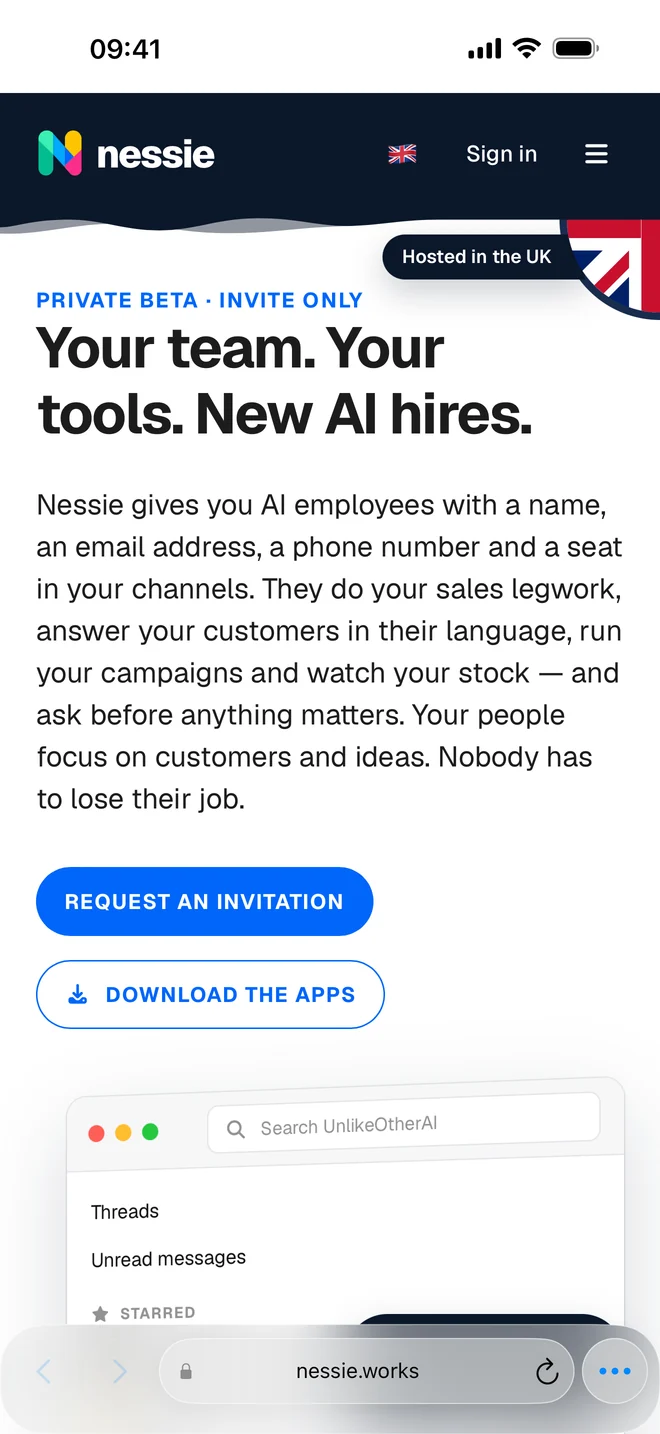 09:41
nessie
Sign in
Hosted in the UK
PRIVATE BETA · INVITE ONLY
Your team. Your
tools. New AI hires.
Nessie gives you AI employees with a name,
an email address, a phone number and a seat
in your channels. They do your sales legwork,
answer your customers in their language, run
your campaigns and watch your stock — and
ask before anything matters. Your people
focus on customers and ideas. Nobody has
to lose their job.
REQUEST AN INVITATION
DOWNLOAD THE APPS
Search UnlikeOtherAI
Threads
Unread messages
STARRED
nessie.works